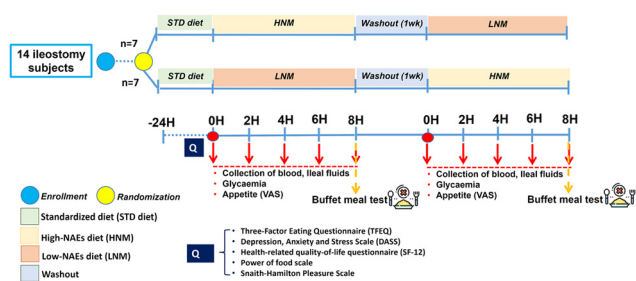 STD diet
HNM
Washout (1wk)
LNM
14 ileostomy
subjects
n=7
n=7
STD diet
LNM
Washout (1wk)
HNM
-24H
0H
2H
4H
6H
8H
0H
2H
4H
6H
8H
Q
• Collection of blood, Ileal fluids
• Glycaemia
• Appetite (VAS)
Buffet meal test
• Collection of blood, Ileal fluids
• Glycaemia
• Appetite (VAS)
Buffet meal test
Enrollment
Randomization
Standardized diet (STD diet)
High-NAEs diet (HNM)
Low-NAEs diet (LNM)
Washout
Q
• Three-Factor Eating Questionnaire (TFEQ)
• Depression, Anxiety and Stress Scale (DASS)
• Health-related quality-of-life questionnaire (SF-12)
• Power of food scale
• Snaith-Hamilton Pleasure Scale